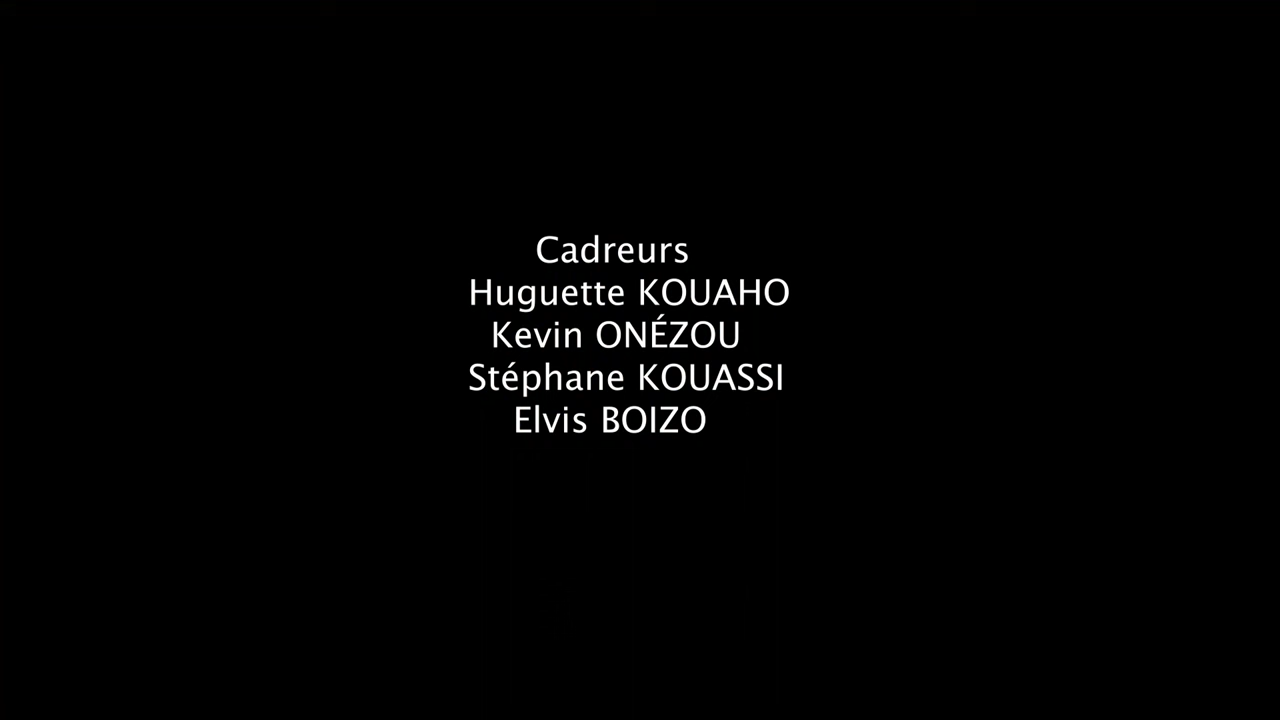 Cadreurs
Huguette KOUAHO
Kevin ONÉZOU
Stéphane KOUASSI
Elvis BOIZO